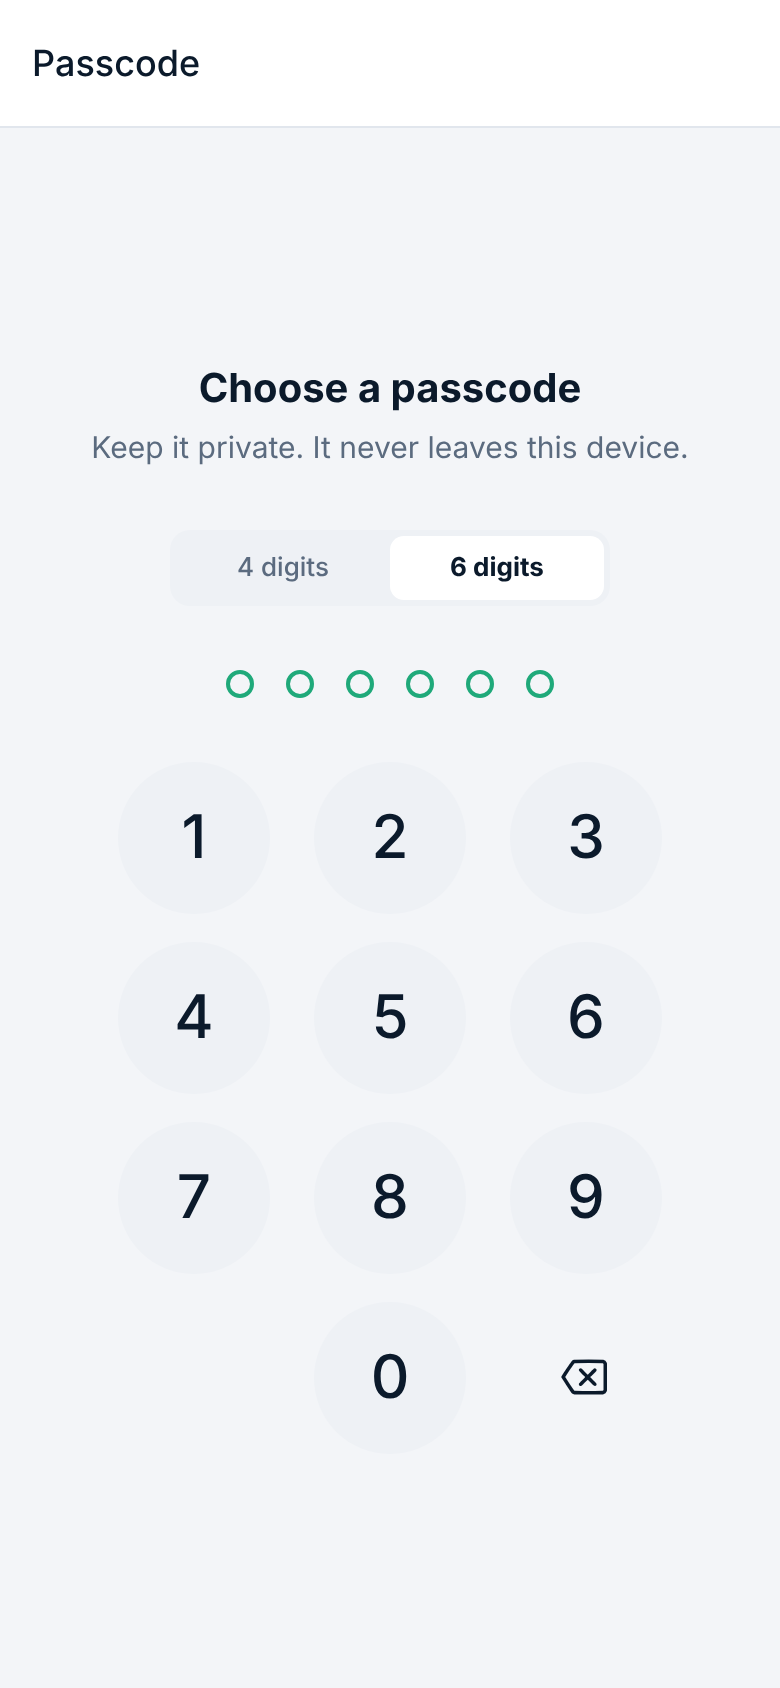 Passcode
Choose a passcode
Keep it private. It never leaves this device.
4 digits 6 digits
1 2 3
4 5 6
7 8 9
0